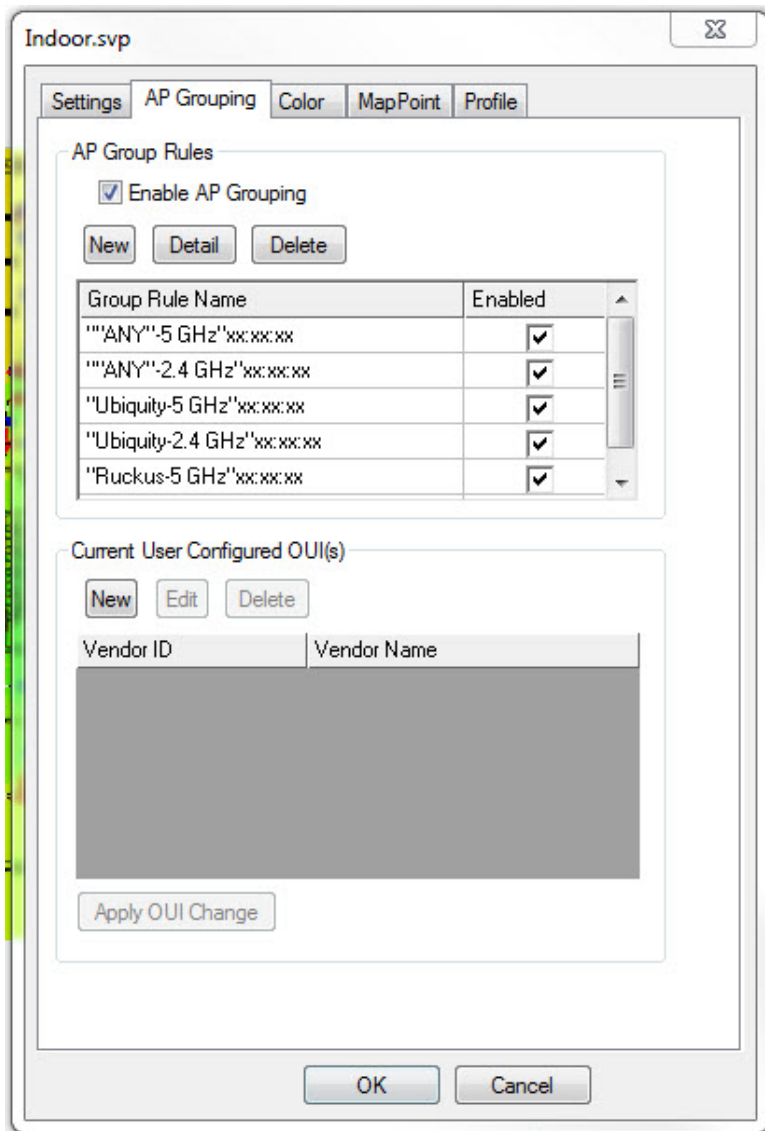 Indoor.svp
Settings AP Grouping Color MapPoint Profile
AP Group Rules
Enable AP Grouping
New Detail Delete
Group Rule Name Enabled
""ANY"-5 GHz"xx:xx:xx
""ANY"-2.4 GHz"xx:xx:xx
"Ubiquity-5 GHz"xx:xx:xx
"Ubiquity-2.4 GHz"xx:xx:xx
"Ruckus-5 GHz"xx:xx:xx
Current User Configured OUI(s)
New Edit Delete
Vendor ID Vendor Name
Apply OUI Change
OK Cancel